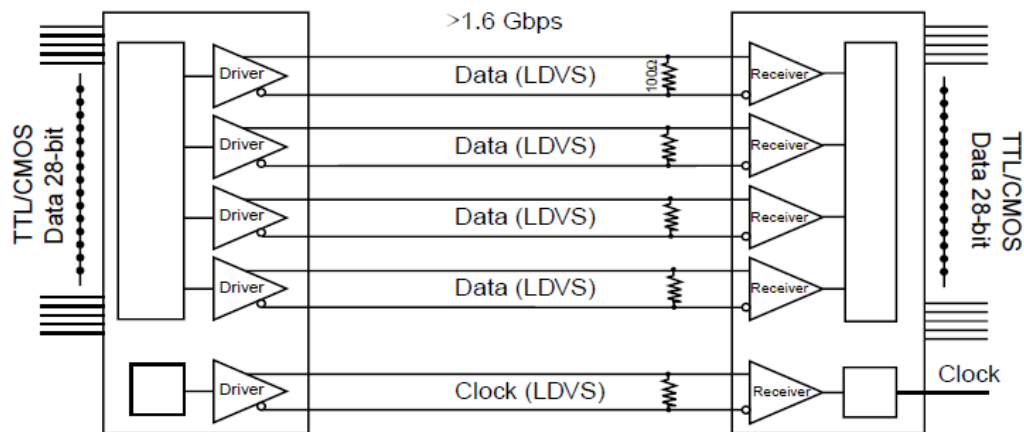 >1.6 Gbps
Driver
Data (LDVS)
100Ω
Receiver
Driver
Data (LDVS)
Receiver
TTL/CMOS
Data 28-bit
Driver
Data (LDVS)
Receiver
TTL/CMOS
Data 28-bit
Driver
Data (LDVS)
Receiver
Driver
Clock (LDVS)
Receiver
Clock